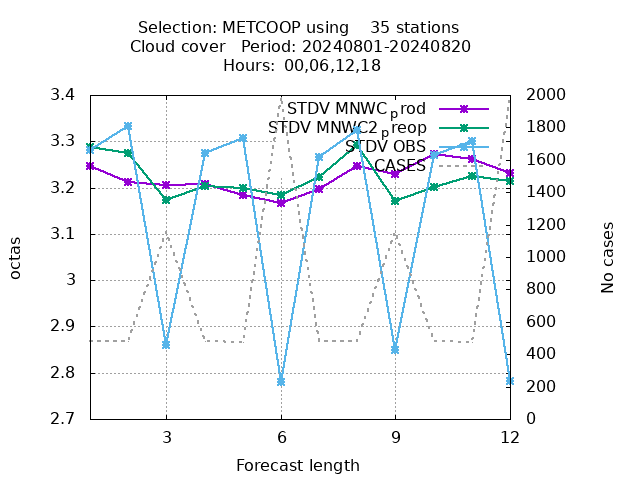 Selection: METCOOP using    35 stations
Cloud cover   Period: 20240801-20240820
Hours: 00,06,12,18
STDV MNWCprod
STDV MNWC2preop
STDV OBS
CASES
3.4
3.3
3.2
3.1
3
2.9
2.8
2.7
octas
2000
1800
1600
1400
1200
1000
800
600
400
200
0
No cases
3 6 9 12
Forecast length